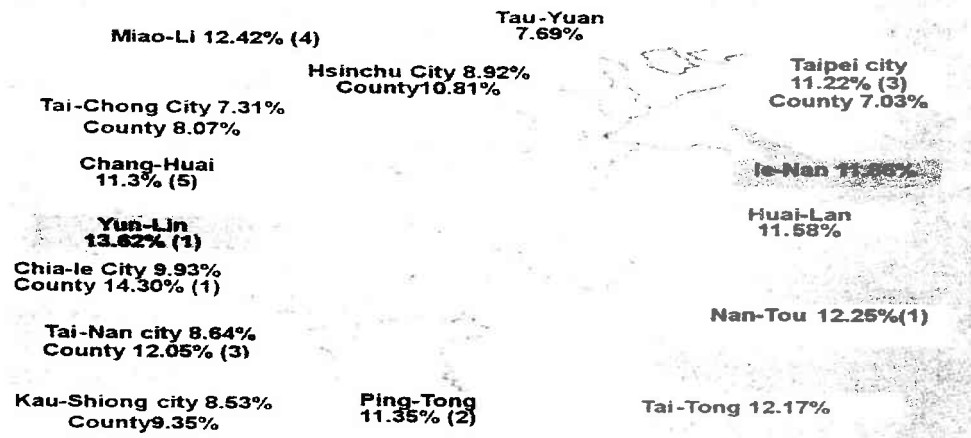 Tau-Yuan
7.69%
Miao-Li 12.42% (4)
Hsinchu City 8.92%
County10.81%
Taipei city
11.22% (3)
County 7.03%
Tai-Chong City 7.31%
County 8.07%
Chang-Huai
11.3% (5)
Ie-Nan
Yun-Lin
13.62% (1)
Huai-Lan
11.58%
Chia-Ie City 9.93%
County 14.30% (1)
Nan-Tou 12.25%(1)
Tai-Nan city 8.64%
County 12.05% (3)
Kau-Shiong city 8.53%
County9.35%
Ping-Tong
11.35% (2)
Tai-Tong 12.17%